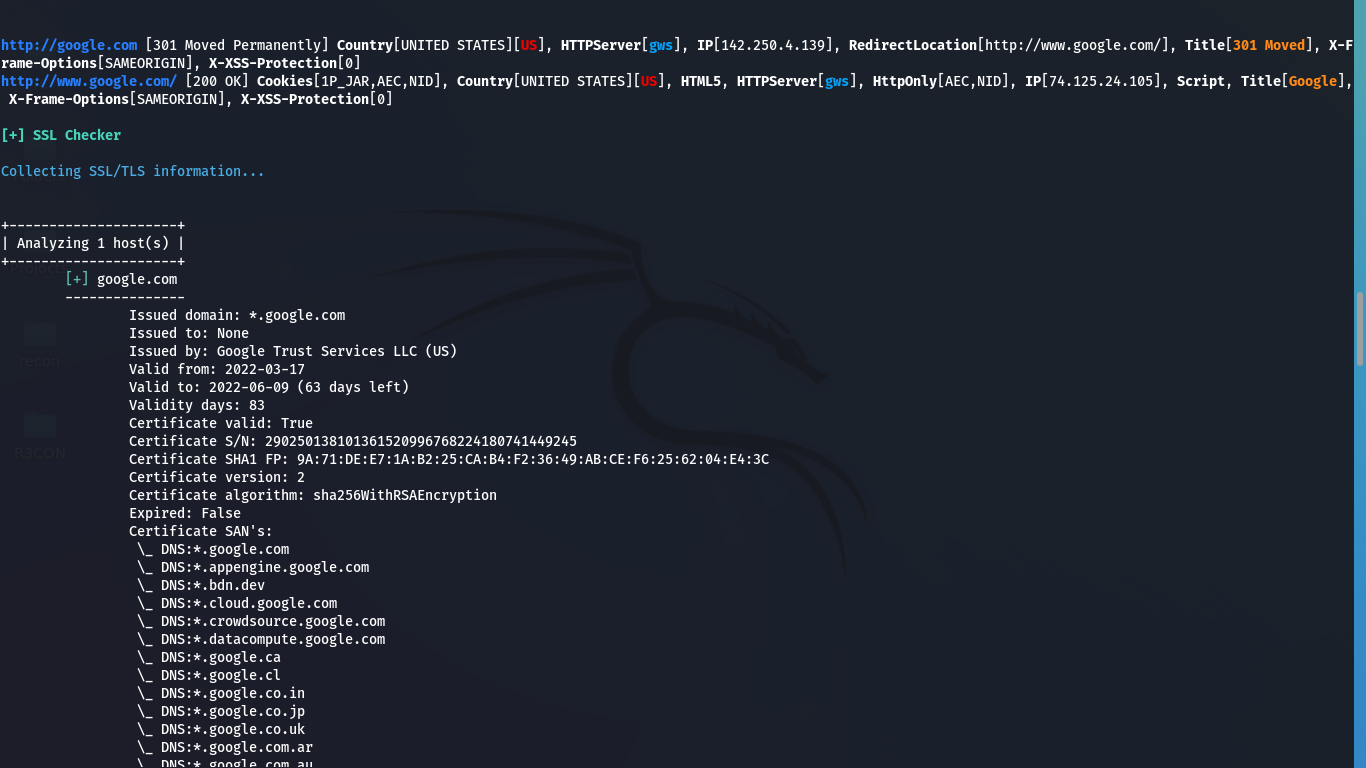 http://google.com [301 Moved Permanently] Country[UNITED STATES][US], HTTPServer[gws], IP[142.250.4.139], RedirectLocation[http://www.google.com/], Title[301 Moved], X-F
rame-Options[SAMEORIGIN], X-XSS-Protection[0]
http://www.google.com/ [200 OK] Cookies[1P_JAR,AEC,NID], Country[UNITED STATES][US], HTML5, HTTPServer[gws], HttpOnly[AEC,NID], IP[74.125.24.105], Script, Title[Google],
X-Frame-Options[SAMEORIGIN], X-XSS-Protection[0]
[+] SSL Checker
Collecting SSL/TLS information...
+---------------------+
| Analyzing 1 host(s) |
+---------------------+
[+] google.com
---------------
Issued domain: *.google.com
Issued to: None
Issued by: Google Trust Services LLC (US)
Valid from: 2022-03-17
Valid to: 2022-06-09 (63 days left)
Validity days: 83
Certificate valid: True
Certificate S/N: 290250138101361520996768224180741449245
Certificate SHA1 FP: 9A:71:DE:E7:1A:B2:25:CA:B4:F2:36:49:AB:CE:F6:25:62:04:E4:3C
Certificate version: 2
Certificate algorithm: sha256WithRSAEncryption
Expired: False
Certificate SAN's:
\_ DNS:*.google.com
\_ DNS:*.appengine.google.com
\_ DNS:*.bdn.dev
\_ DNS:*.cloud.google.com
\_ DNS:*.crowdsource.google.com
\_ DNS:*.datacompute.google.com
\_ DNS:*.google.ca
\_ DNS:*.google.cl
\_ DNS:*.google.co.in
\_ DNS:*.google.co.jp
\_ DNS:*.google.co.uk
\_ DNS:*.google.com.ar
\_ DNS:*.google.com.au
recon
R3CON